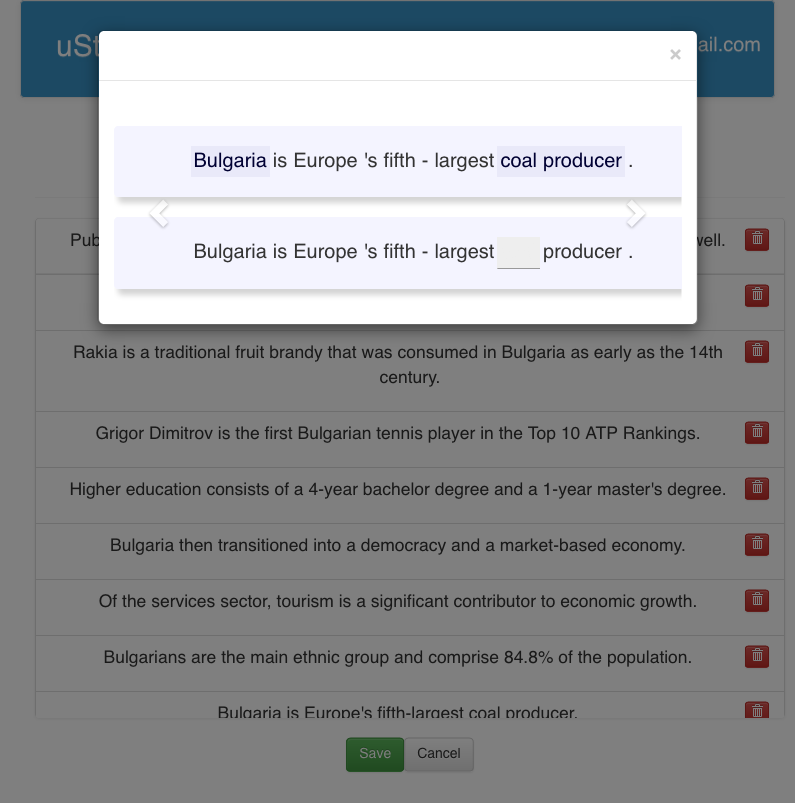 uSt
ail.com
×
Bulgaria is Europe 's fifth - largest coal producer .
Bulgaria is Europe 's fifth - largest producer .
Pub
well.
Rakia is a traditional fruit brandy that was consumed in Bulgaria as early as the 14th
century.
Grigor Dimitrov is the first Bulgarian tennis player in the Top 10 ATP Rankings.
Higher education consists of a 4-year bachelor degree and a 1-year master's degree.
Bulgaria then transitioned into a democracy and a market-based economy.
Of the services sector, tourism is a significant contributor to economic growth.
Bulgarians are the main ethnic group and comprise 84.8% of the population.
Bulgaria is Europe's fifth-largest coal producer.
Save Cancel